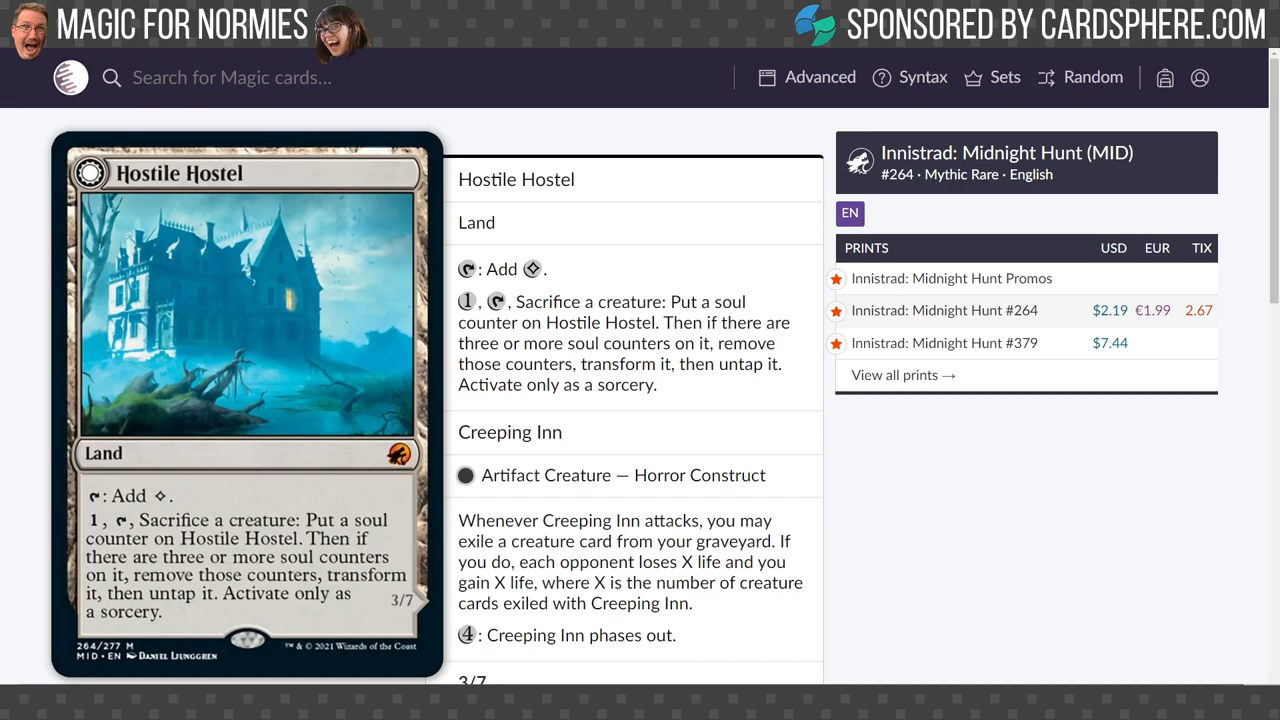 MAGIC FOR NORMIES
SPONSORED BY CARDSPHERE.COM
Search for Magic cards...
Advanced
Syntax
Sets
Random
Hostile Hostel
Land
: Add .
1, , Sacrifice a creature: Put a soul
counter on Hostile Hostel. Then if
there are three or more soul counters
on it, remove those counters, transform
it, then untap it. Activate only as
a sorcery.
3/7
264/277 M
MID • EN DANIEL LJUNGGREN
™ & © 2021 Wizards of the Coast
Hostile Hostel
Land
: Add .
1, , Sacrifice a creature: Put a soul
counter on Hostile Hostel. Then if there are
three or more soul counters on it, remove
those counters, transform it, then untap it.
Activate only as a sorcery.
Creeping Inn
Artifact Creature — Horror Construct
Whenever Creeping Inn attacks, you may
exile a creature card from your graveyard. If
you do, each opponent loses X life and you
gain X life, where X is the number of creature
cards exiled with Creeping Inn.
4: Creeping Inn phases out.
3/7
Innistrad: Midnight Hunt (MID)
#264 · Mythic Rare · English
EN
PRINTS USD EUR TIX
Innistrad: Midnight Hunt Promos
Innistrad: Midnight Hunt #264 $2.19 €1.99 2.67
Innistrad: Midnight Hunt #379 $7.44
View all prints →